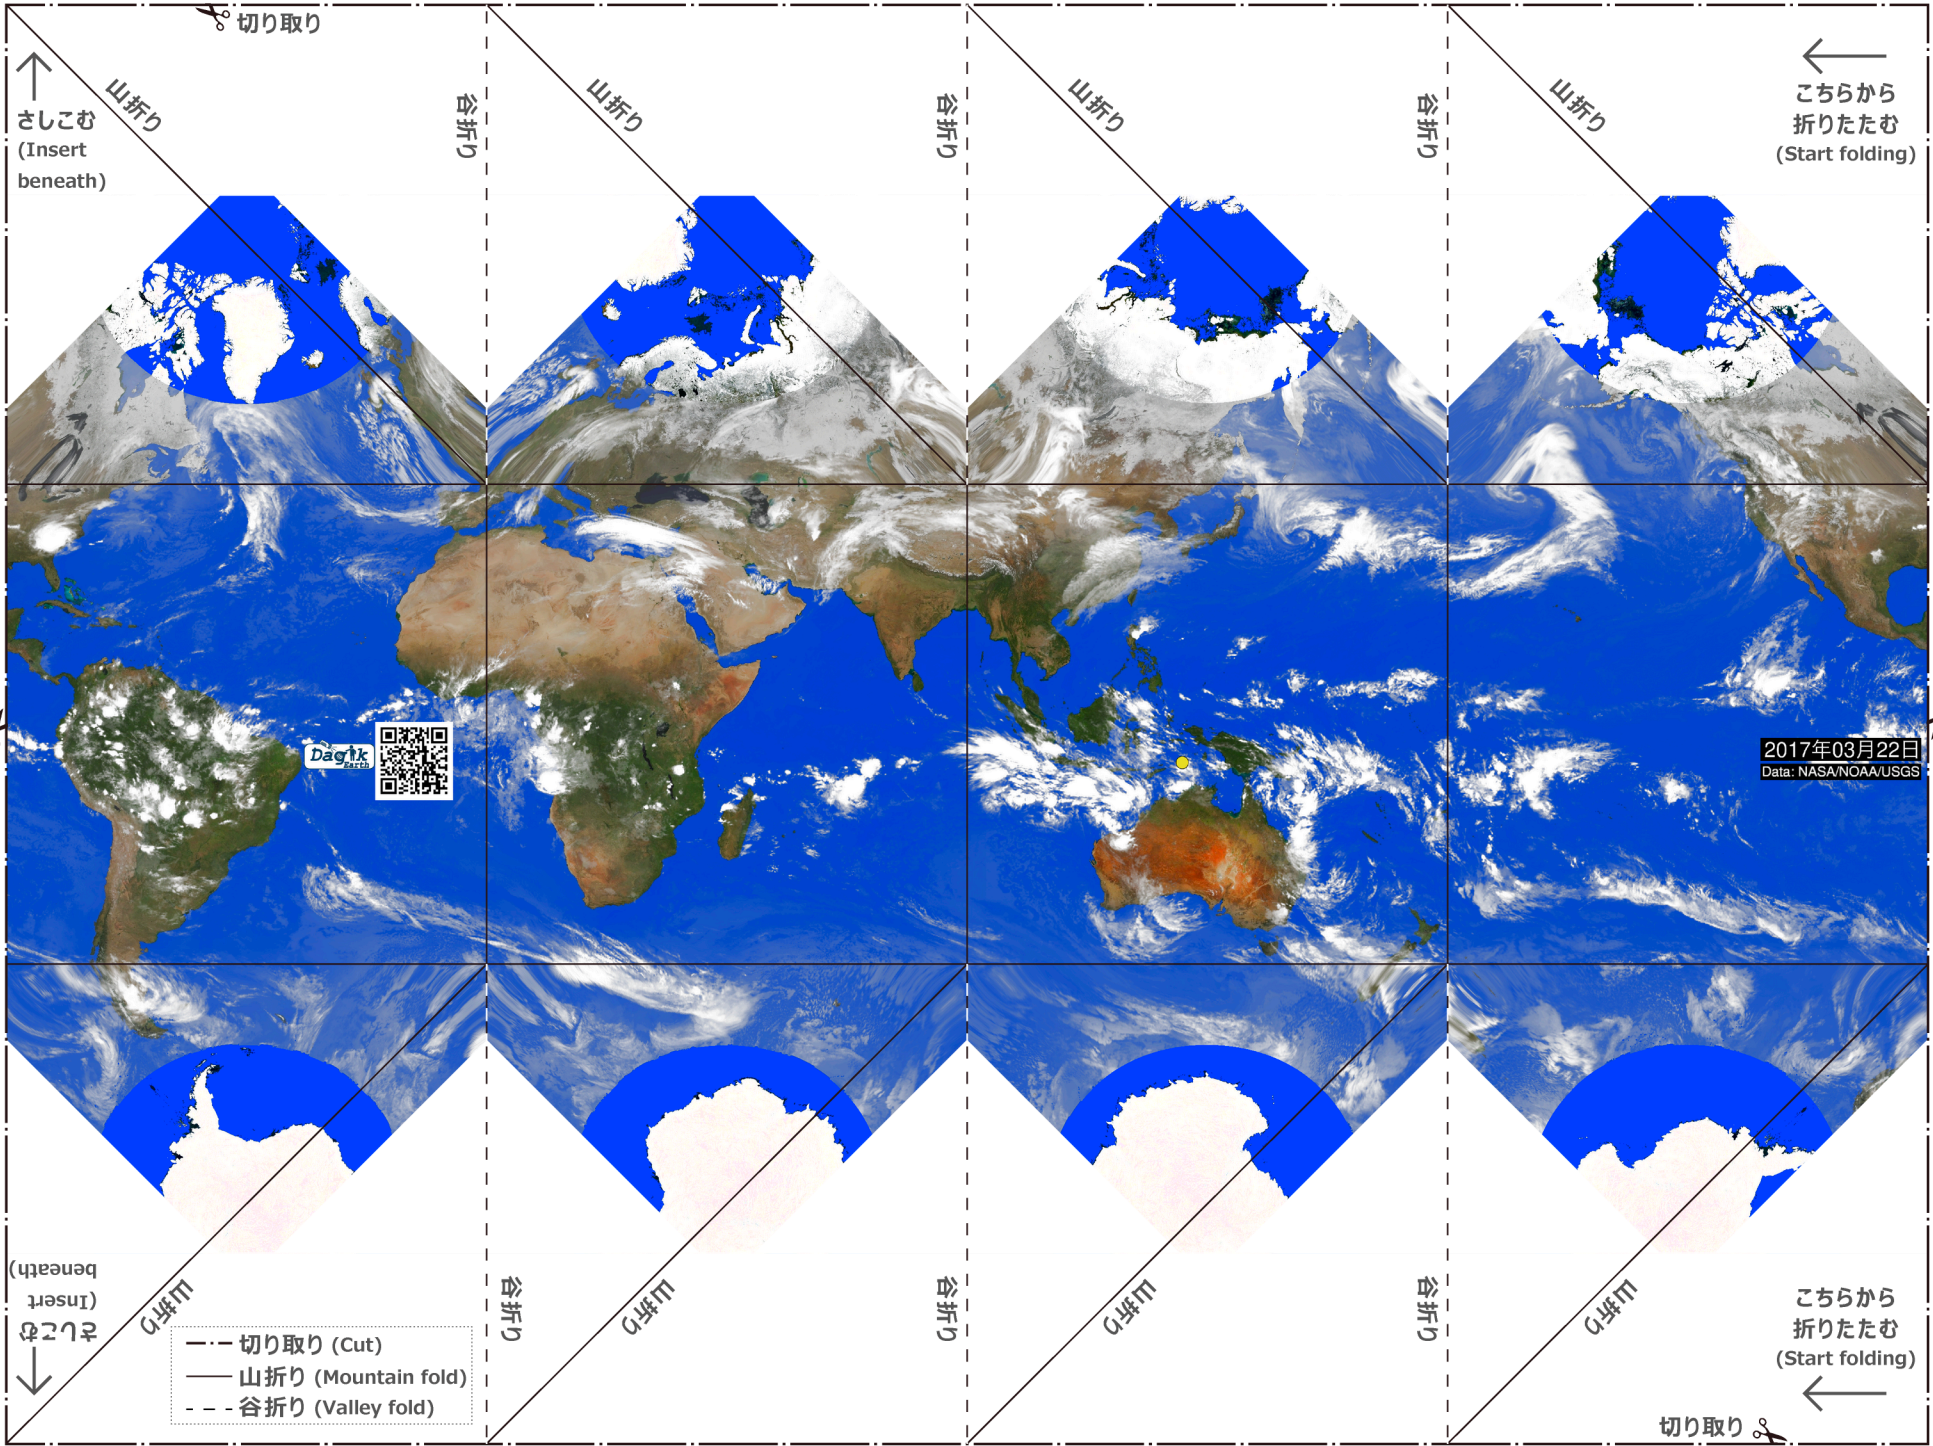 切り取り
山折り
谷折り
山折り
谷折り
山折り
谷折り
山折り
さしこむ
(Insert
beneath)
こちらから
折りたたむ
(Start folding)
Dagik
Earth
2017年03月22日
Data: NASA/NOAA/USGS
さしこむ
(Insert
beneath)
山折り
谷折り
山折り
谷折り
山折り
谷折り
山折り
切り取り (Cut)
山折り (Mountain fold)
谷折り (Valley fold)
こちらから
折りたたむ
(Start folding)
切り取り